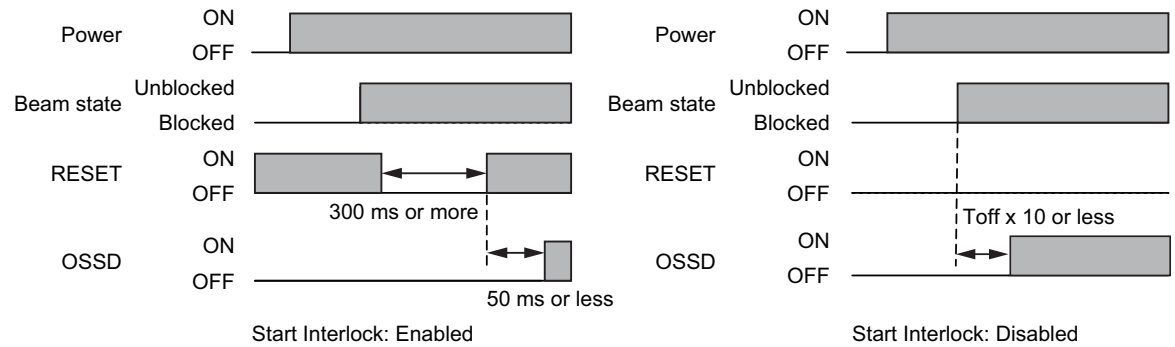 Power
ON
OFF
Beam state
Unblocked
Blocked
RESET
ON
OFF
300 ms or more
OSSD
ON
OFF
50 ms or less
Start Interlock: Enabled
Power
ON
OFF
Beam state
Unblocked
Blocked
RESET
ON
OFF
Toff x 10 or less
OSSD
ON
OFF
Start Interlock: Disabled